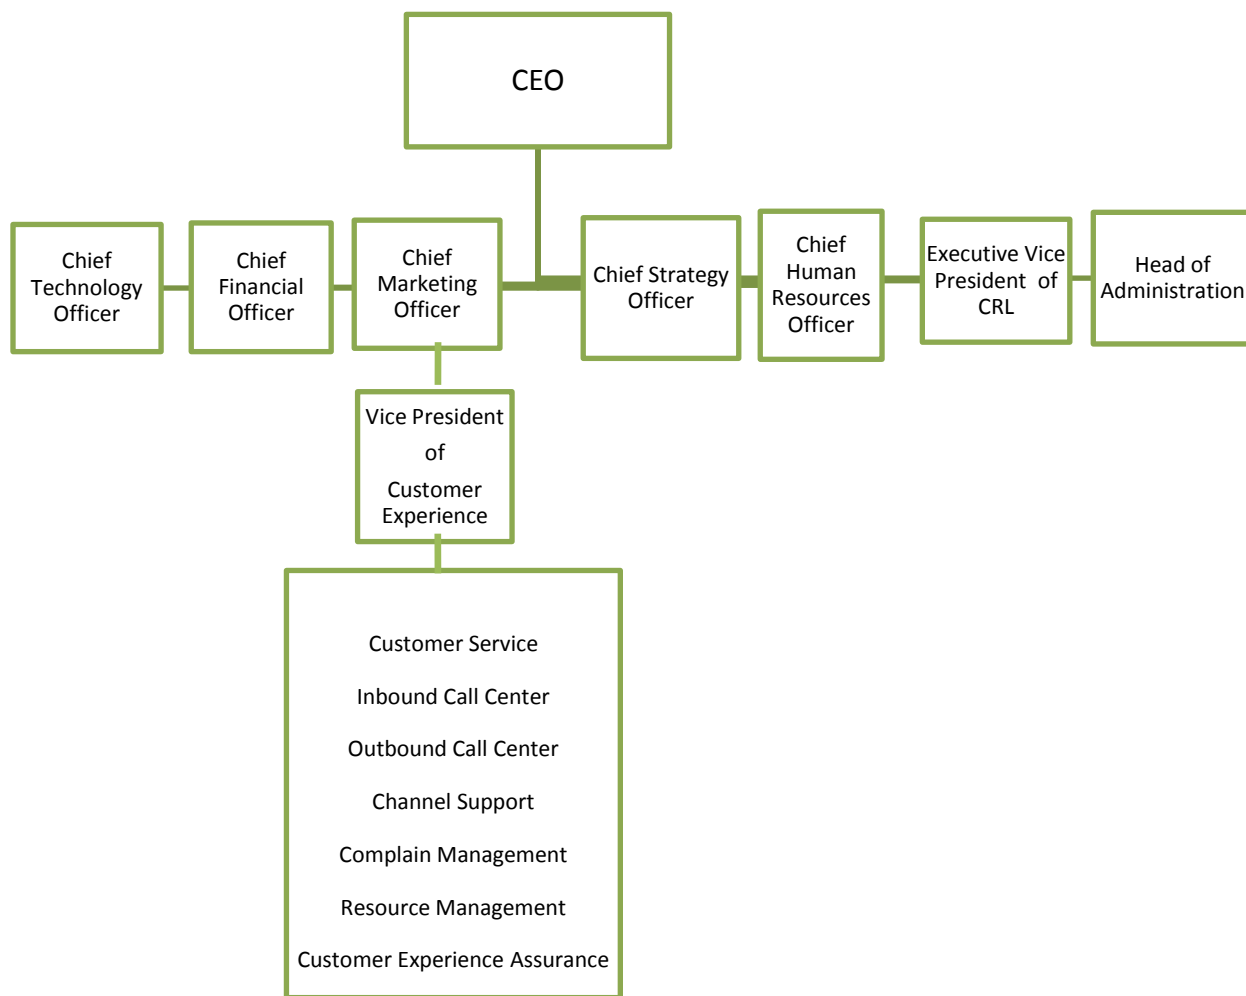 CEO
Chief
Technology
Officer
Chief
Financial
Officer
Chief
Marketing
Officer
Chief Strategy
Officer
Chief
Human
Resources
Officer
Executive Vice
President of
CRL
Head of
Administration
Vice President
of
Customer
Experience
Customer Service
Inbound Call Center
Outbound Call Center
Channel Support
Complain Management
Resource Management
Customer Experience Assurance